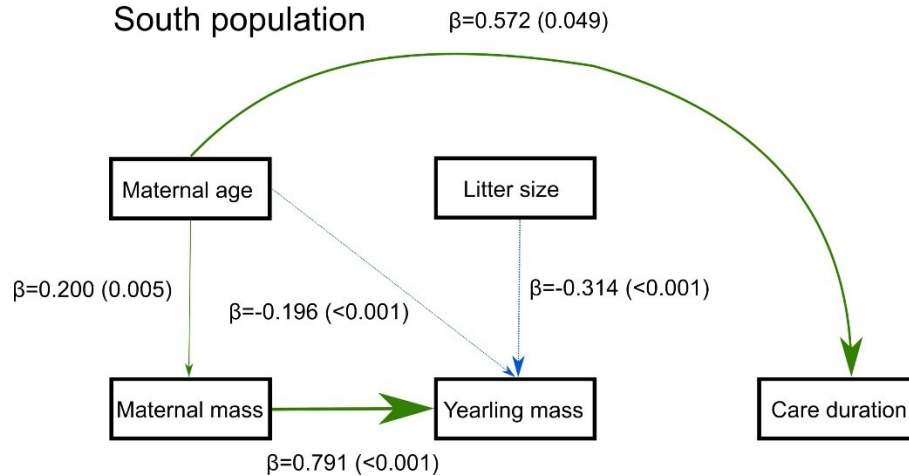 South population
β=0.572 (0.049)
Maternal age
Litter size
β=0.200 (0.005)
β=-0.196 (<0.001)
β=-0.314 (<0.001)
Maternal mass
Yearling mass
Care duration
β=0.791 (<0.001)